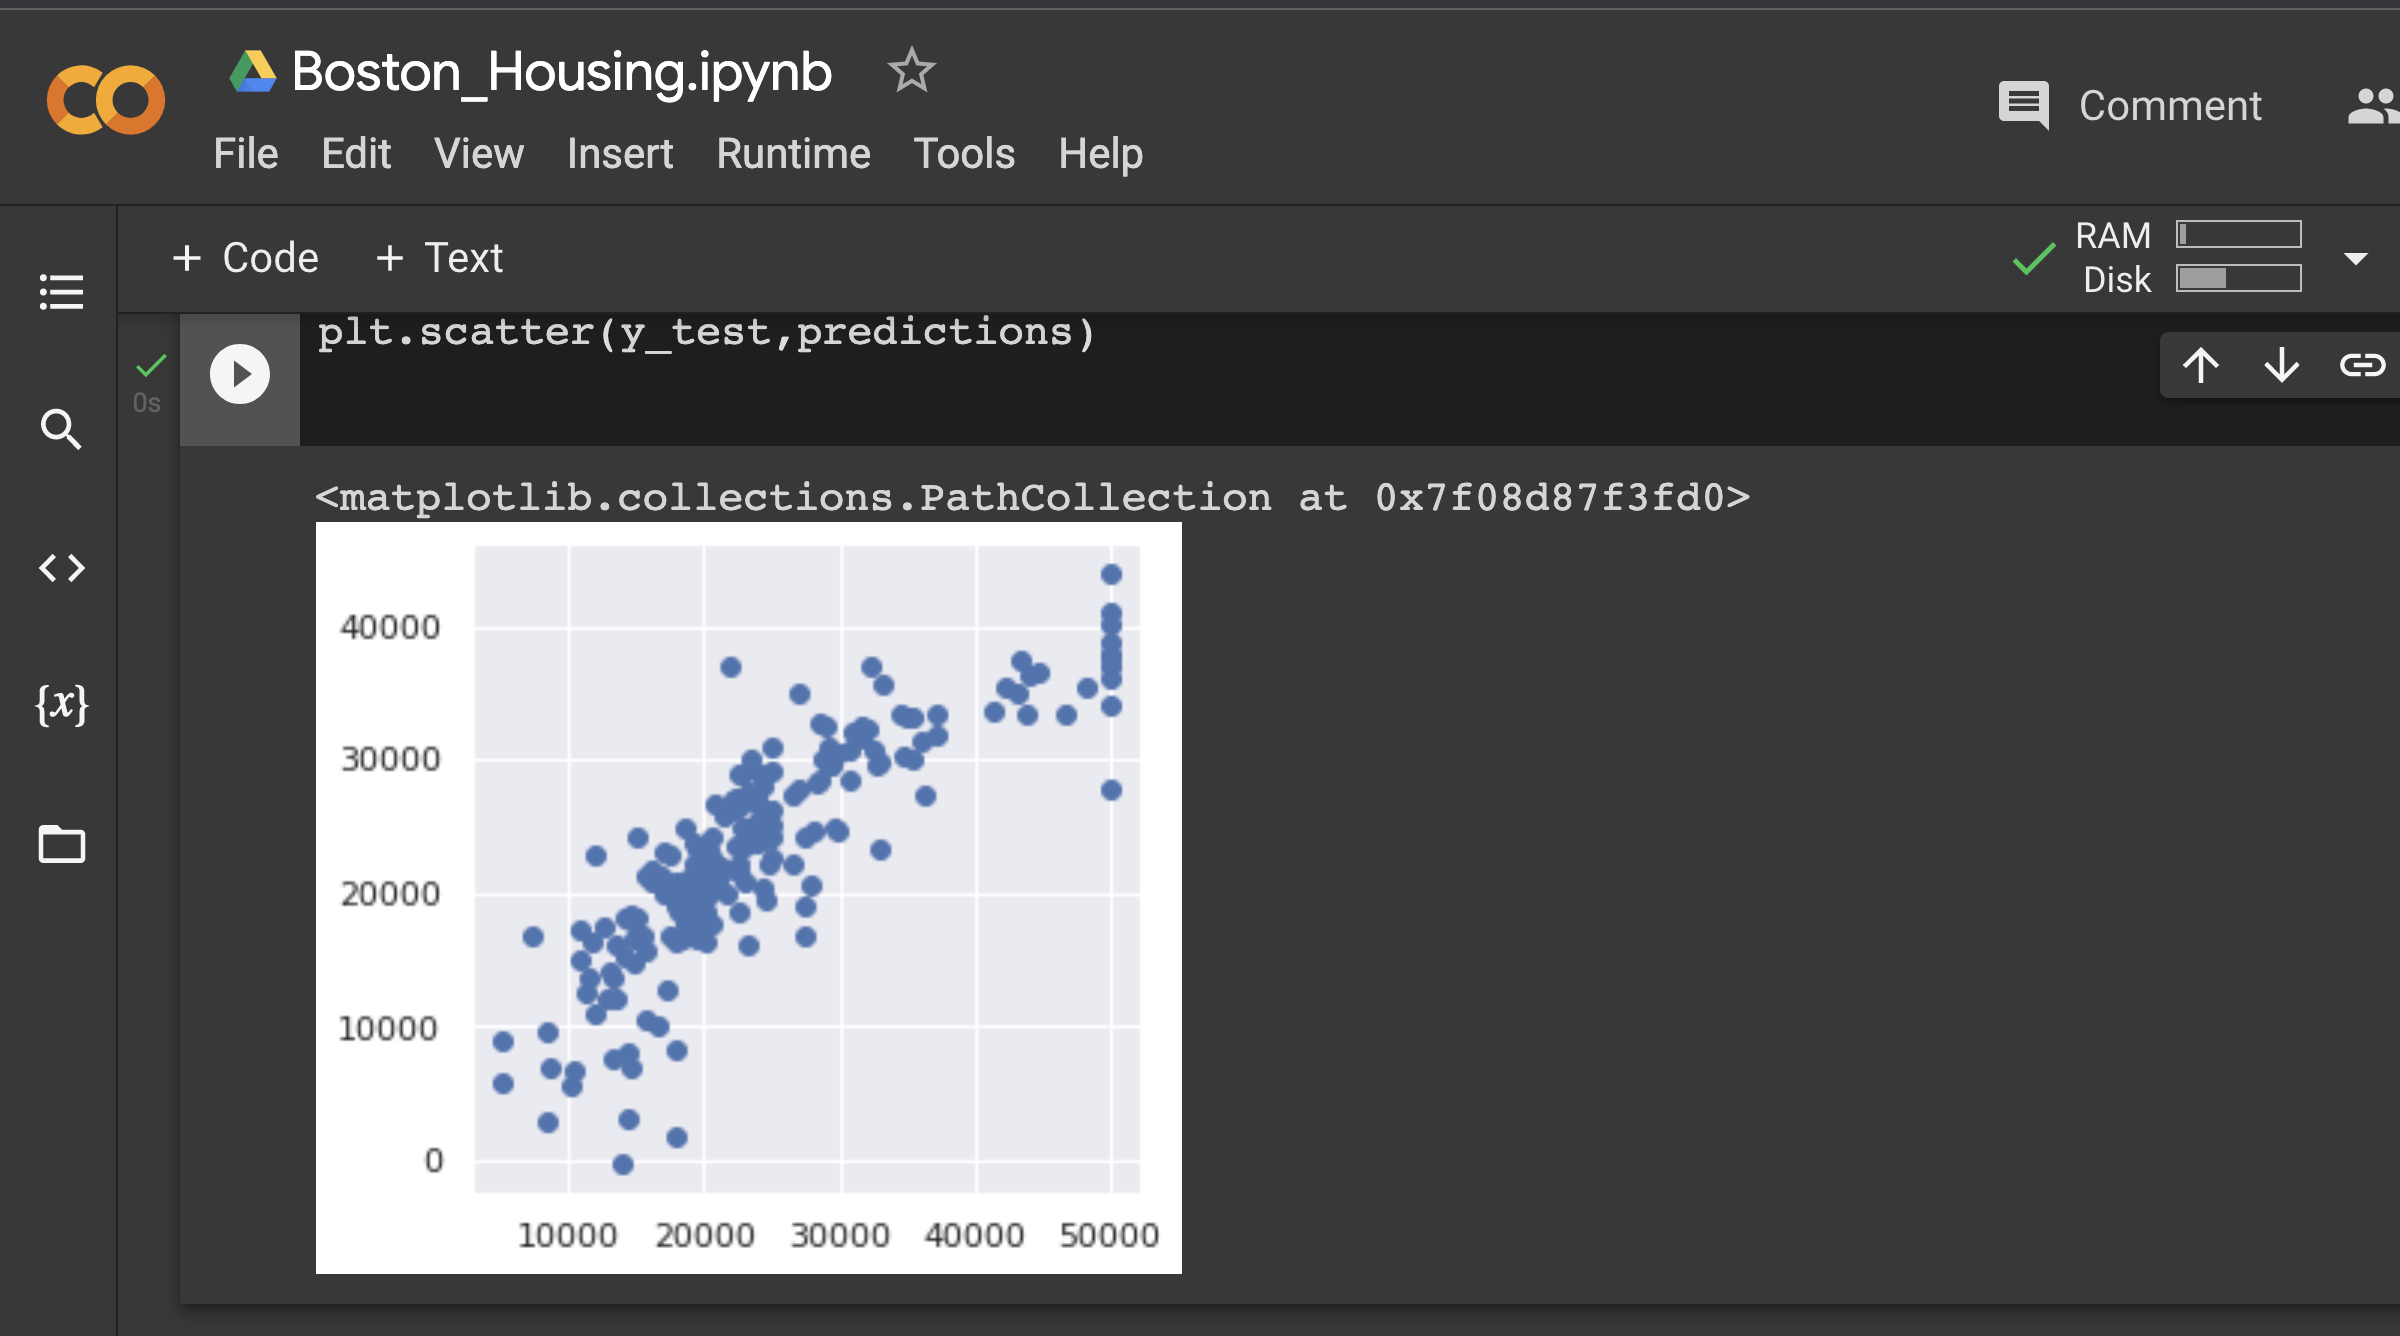 Boston_Housing.ipynb
File Edit View Insert Runtime Tools Help
Comment
+ Code + Text
RAM
Disk
plt.scatter(y_test,predictions)
0s
{x}
<matplotlib.collections.PathCollection at 0x7f08d87f3fd0>
40000
30000
20000
10000
0
10000 20000 30000 40000 50000